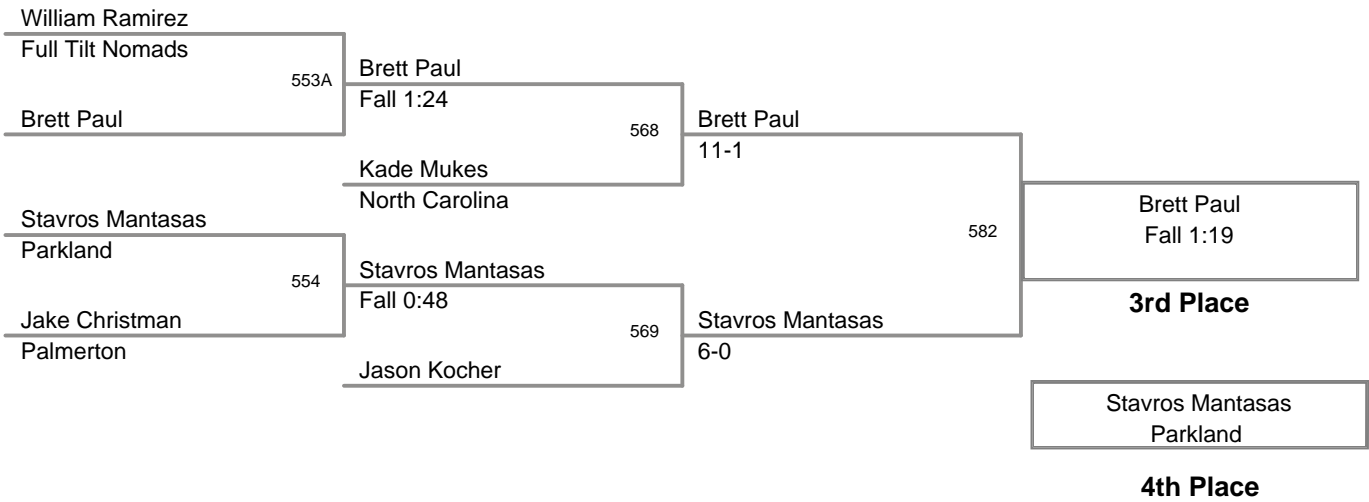 William Ramirez
Full Tilt Nomads
553A
Brett Paul
Brett Paul
Fall 1:24
568
Kade Mukes
North Carolina
Brett Paul
11-1
Stavros Mantasas
Parkland
554
Jake Christman
Palmerton
Stavros Mantasas
Fall 0:48
569
Jason Kocher
Stavros Mantasas
6-0
582
Brett Paul
Fall 1:19
3rd Place
Stavros Mantasas
Parkland
4th Place